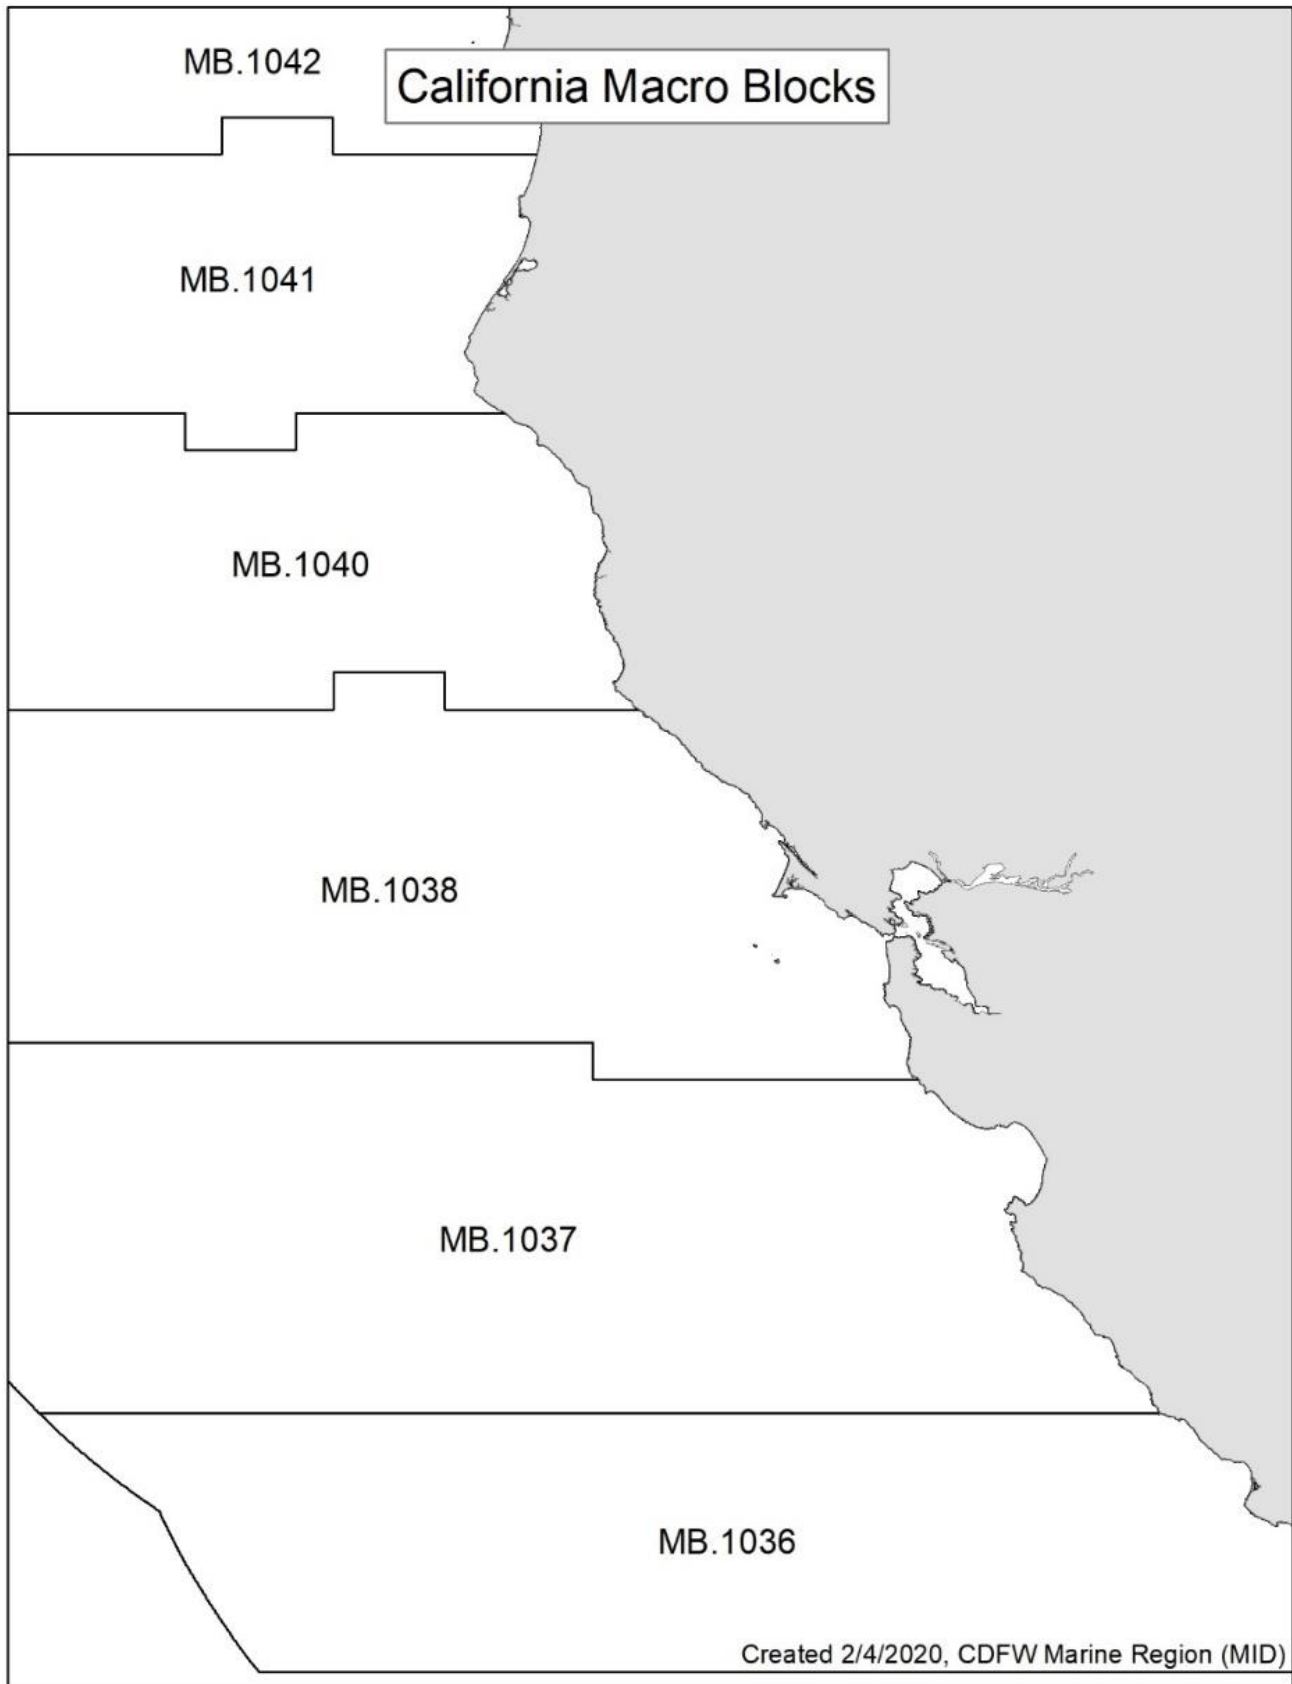 MB.1042
California Macro Blocks
MB.1041
MB.1040
MB.1038
MB.1037
MB.1036
Created 2/4/2020, CDFW Marine Region (MID)